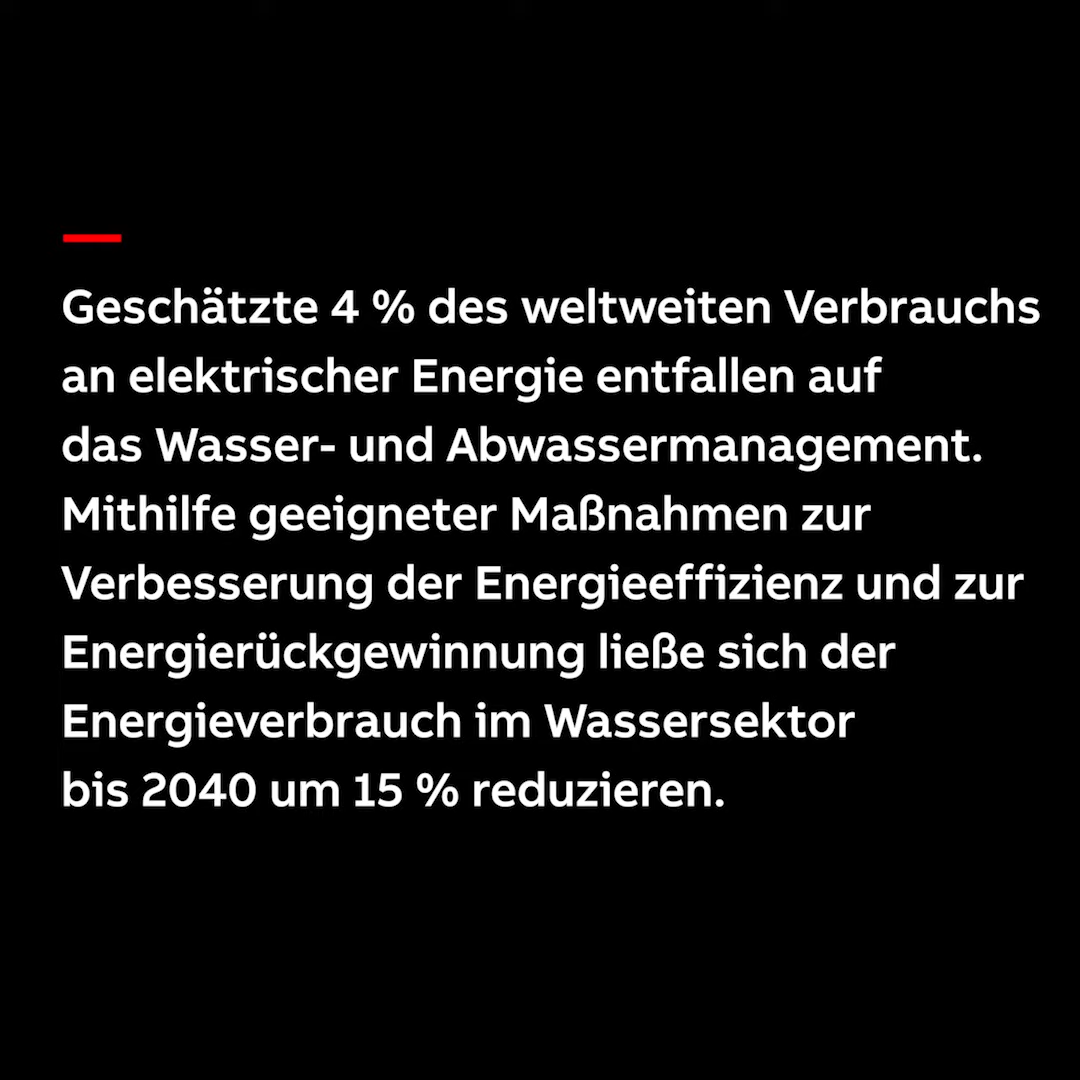 Geschätzte 4 % des weltweiten Verbrauchs
an elektrischer Energie entfallen auf
das Wasser- und Abwassermanagement.
Mithilfe geeigneter Maßnahmen zur
Verbesserung der Energieeffizienz und zur
Energierückgewinnung ließe sich der
Energieverbrauch im Wassersektor
bis 2040 um 15 % reduzieren.